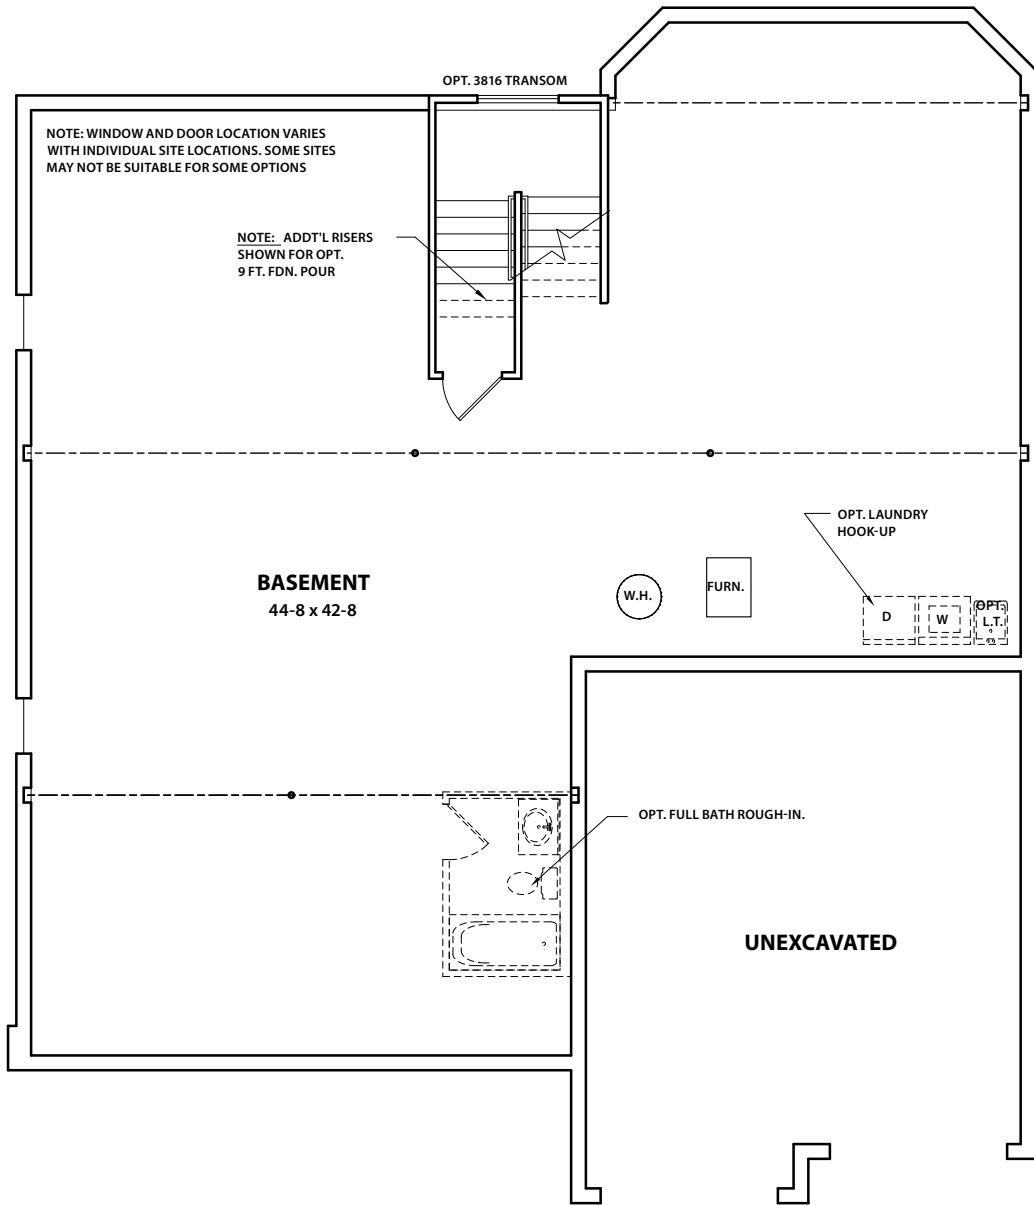 OPT. 3816 TRANSOM
NOTE: WINDOW AND DOOR LOCATION VARIES
WITH INDIVIDUAL SITE LOCATIONS. SOME SITES
MAY NOT BE SUITABLE FOR SOME OPTIONS
NOTE: ADDT'L RISERS
SHOWN FOR OPT.
9 FT. FDN. POUR
OPT. LAUNDRY
HOOK-UP
BASEMENT
44-8 x 42-8
W.H.
FURN.
D
W
OPT.
L.T.
OPT. FULL BATH ROUGH-IN.
UNEXCAVATED